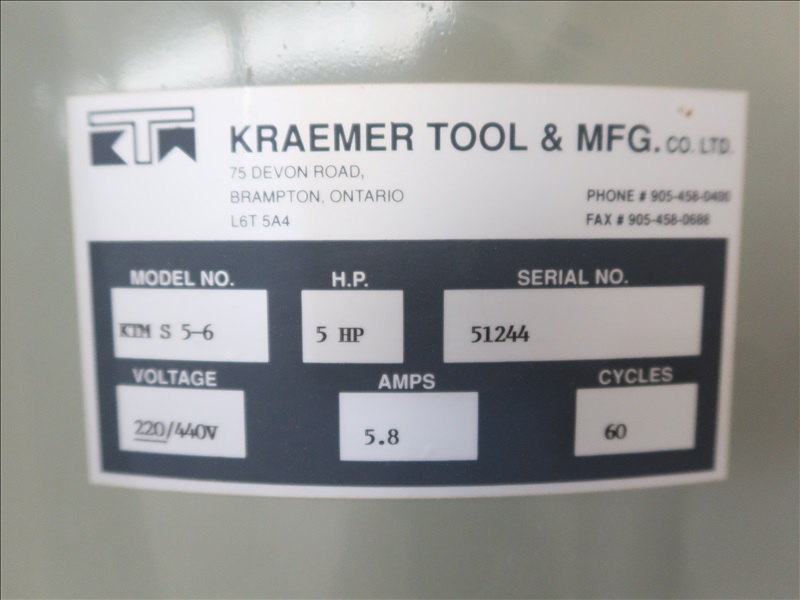 KTM
KRAEMER TOOL & MFG. CO. LTD.
75 DEVON ROAD,
BRAMPTON, ONTARIO
L6T 5A4
PHONE # 905-458-0400
FAX # 905-458-0688
MODEL NO. H.P. SERIAL NO.
KTM S 5-6 5 HP 51244
VOLTAGE AMPS CYCLES
220/440V 5.8 60